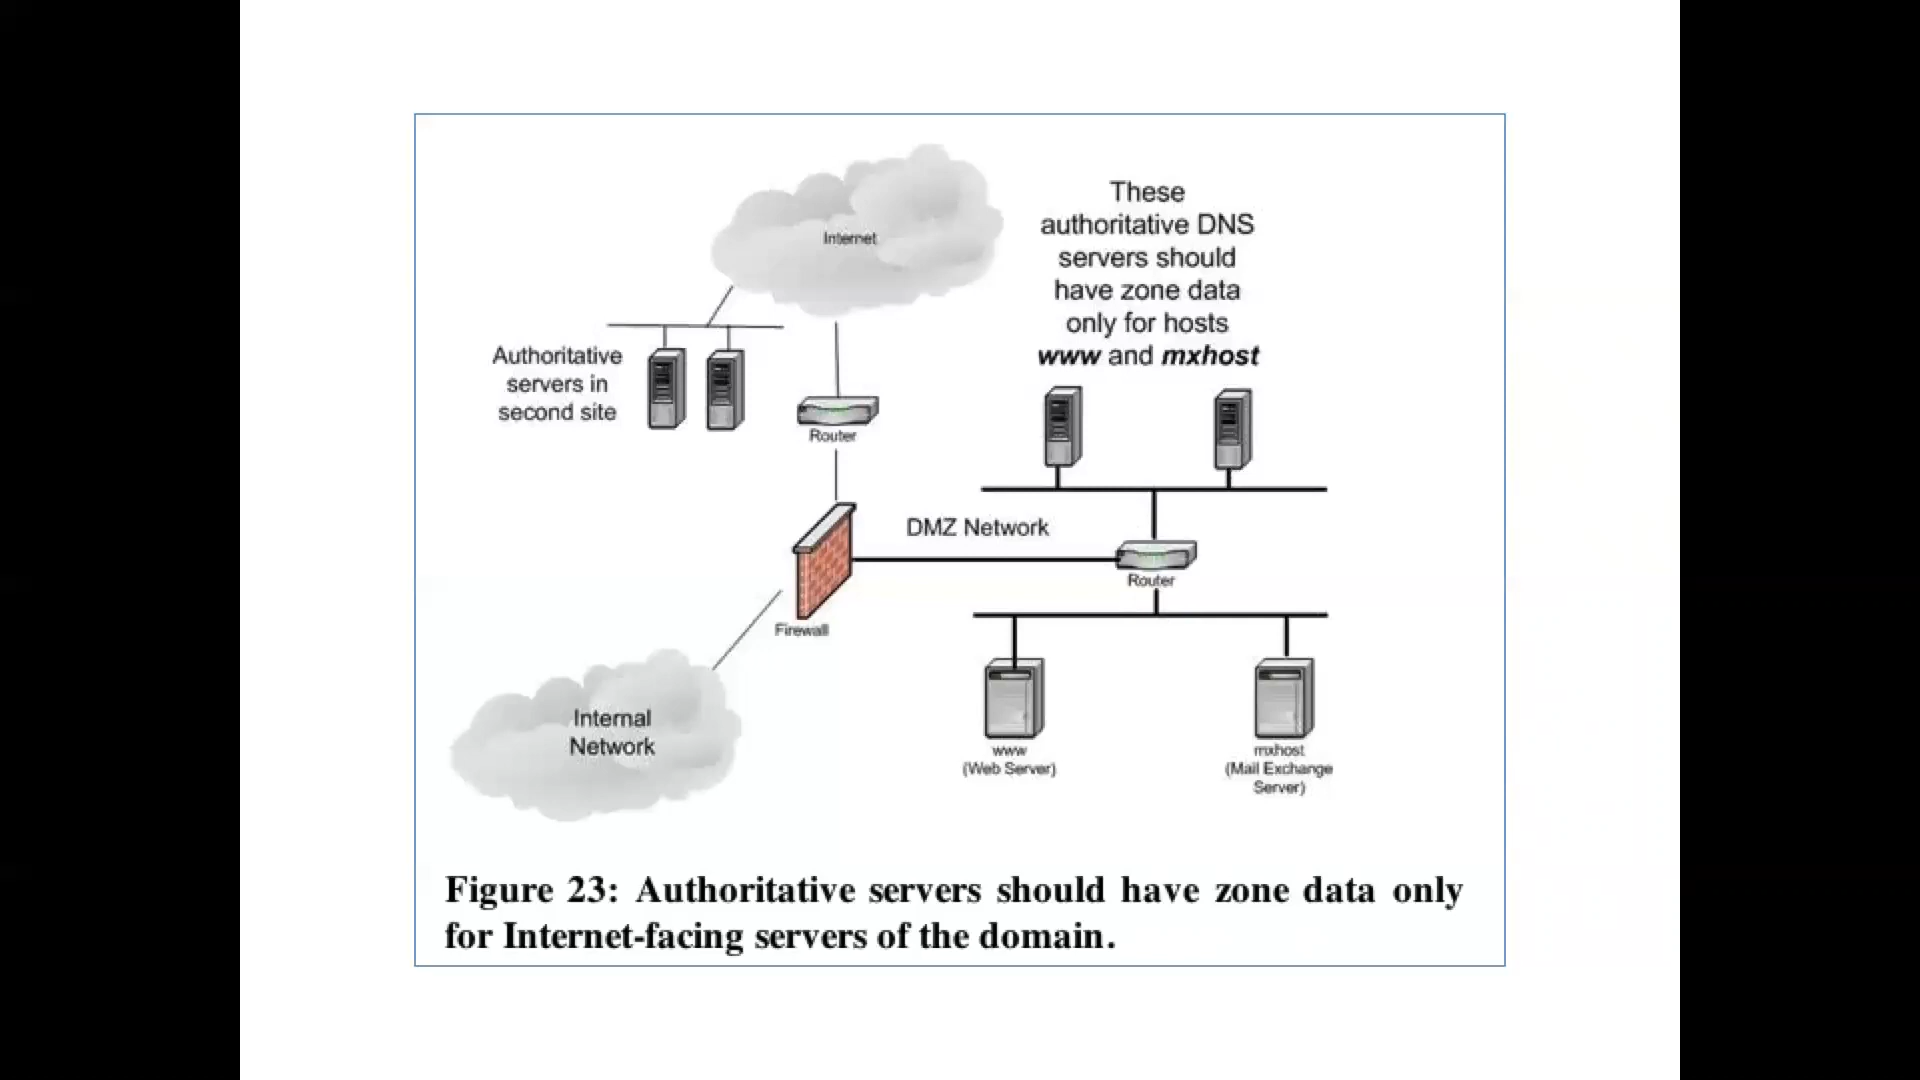 Internet
These
authoritative DNS
servers should
have zone data
only for hosts
www and mxhost
Authoritative
servers in
second site
Router
DMZ Network
Router
Firewall
Internal
Network
www
(Web Server)
mxhost
(Mail Exchange
Server)
Figure 23: Authoritative servers should have zone data only
for Internet-facing servers of the domain.